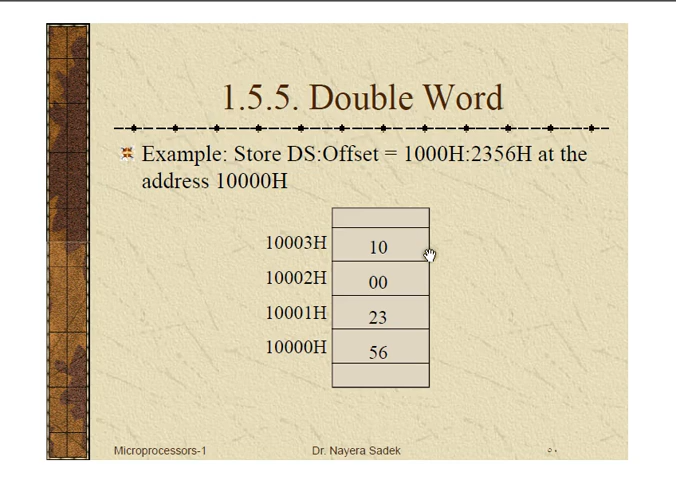 1.5.5. Double Word
Example: Store DS:Offset = 1000H:2356H at the
address 10000H
10003H 10
10002H 00
10001H 23
10000H 56
Microprocessors-1 Dr. Nayera Sadek